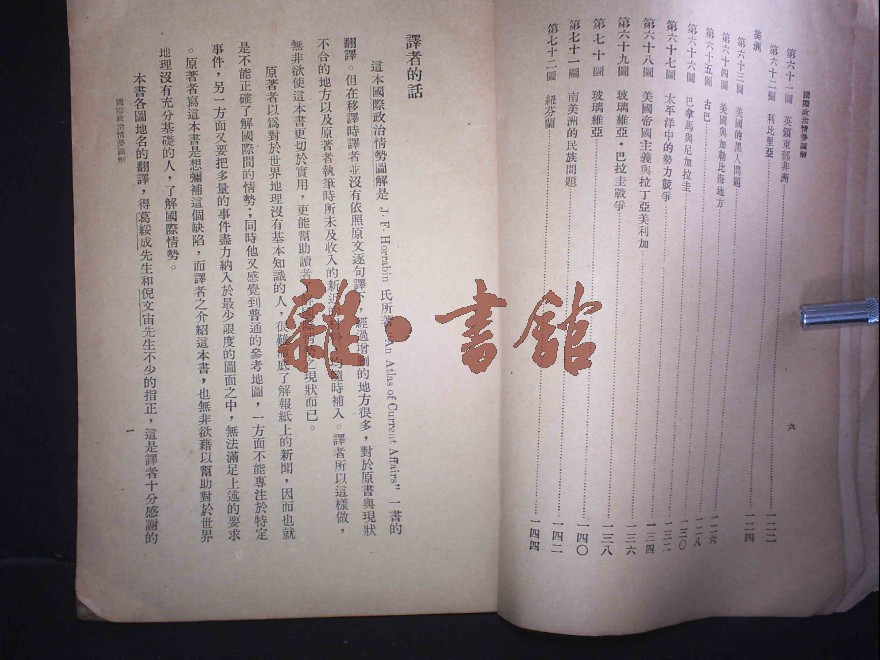 國際政治情勢圖解
第六十一圖 英領東部非洲
第六十二圖 利比里亞 一二二
美洲
第六十三圖 美國的黑人問題 一二四
第六十四圖 美國與加勒比海地方
第六十五圖 古巴 一二六
第六十六圖 巴拿馬與尼加拉圭 一二八
第六十七圖 太平洋中的勢力競爭 一三〇
第六十八圖 美國帝國主義與拉丁亞美利加 一三二
第六十九圖 玻璃維亞·巴拉圭戰爭 一三四
第七十圖 玻璃維亞 一三六
第七十一圖 南美洲的民族問題 一三八
第七十二圖 紐芬蘭 一四〇
一四二
一四四
六
譯者的話
這本國際政治情勢圖解是 J. F. Horrabin 氏所著 "An Atlas of Current Affairs" 一書的
翻譯。但在移譯時譯者並沒有依照原文逐句譯下,經過增刪的地方很多,對於原書與現狀
不合的地方以及原著者執筆時所未及收入的新近 隨時補入。譯者所以這樣做,
無非欲使這本書更切於實用,更能幫助讀者 之現狀而已。
原著者以爲對於世界地理沒有基本知識的人,很難 底了解報紙上的新聞,因而也就
是不能正確了解國際間的情勢;同時他又感覺到普通的參考地圖,一方面不能專注於特定
事件,另一方面又要把多量的事件盡力納入於最少限度的圖面之中,無法滿足上述的要求
。原著者寫這本書是想彌補這個缺陷,而譯者之介紹這本書,也無非欲藉以幫助對於世界
地理沒有充分基礎的人,了解國際情勢。
本書各圖地名的翻譯,得葛綏成先生和倪文宙先生不少的指正,這是譯者十分感謝的
國際政治情勢圖解
一
雜·書館